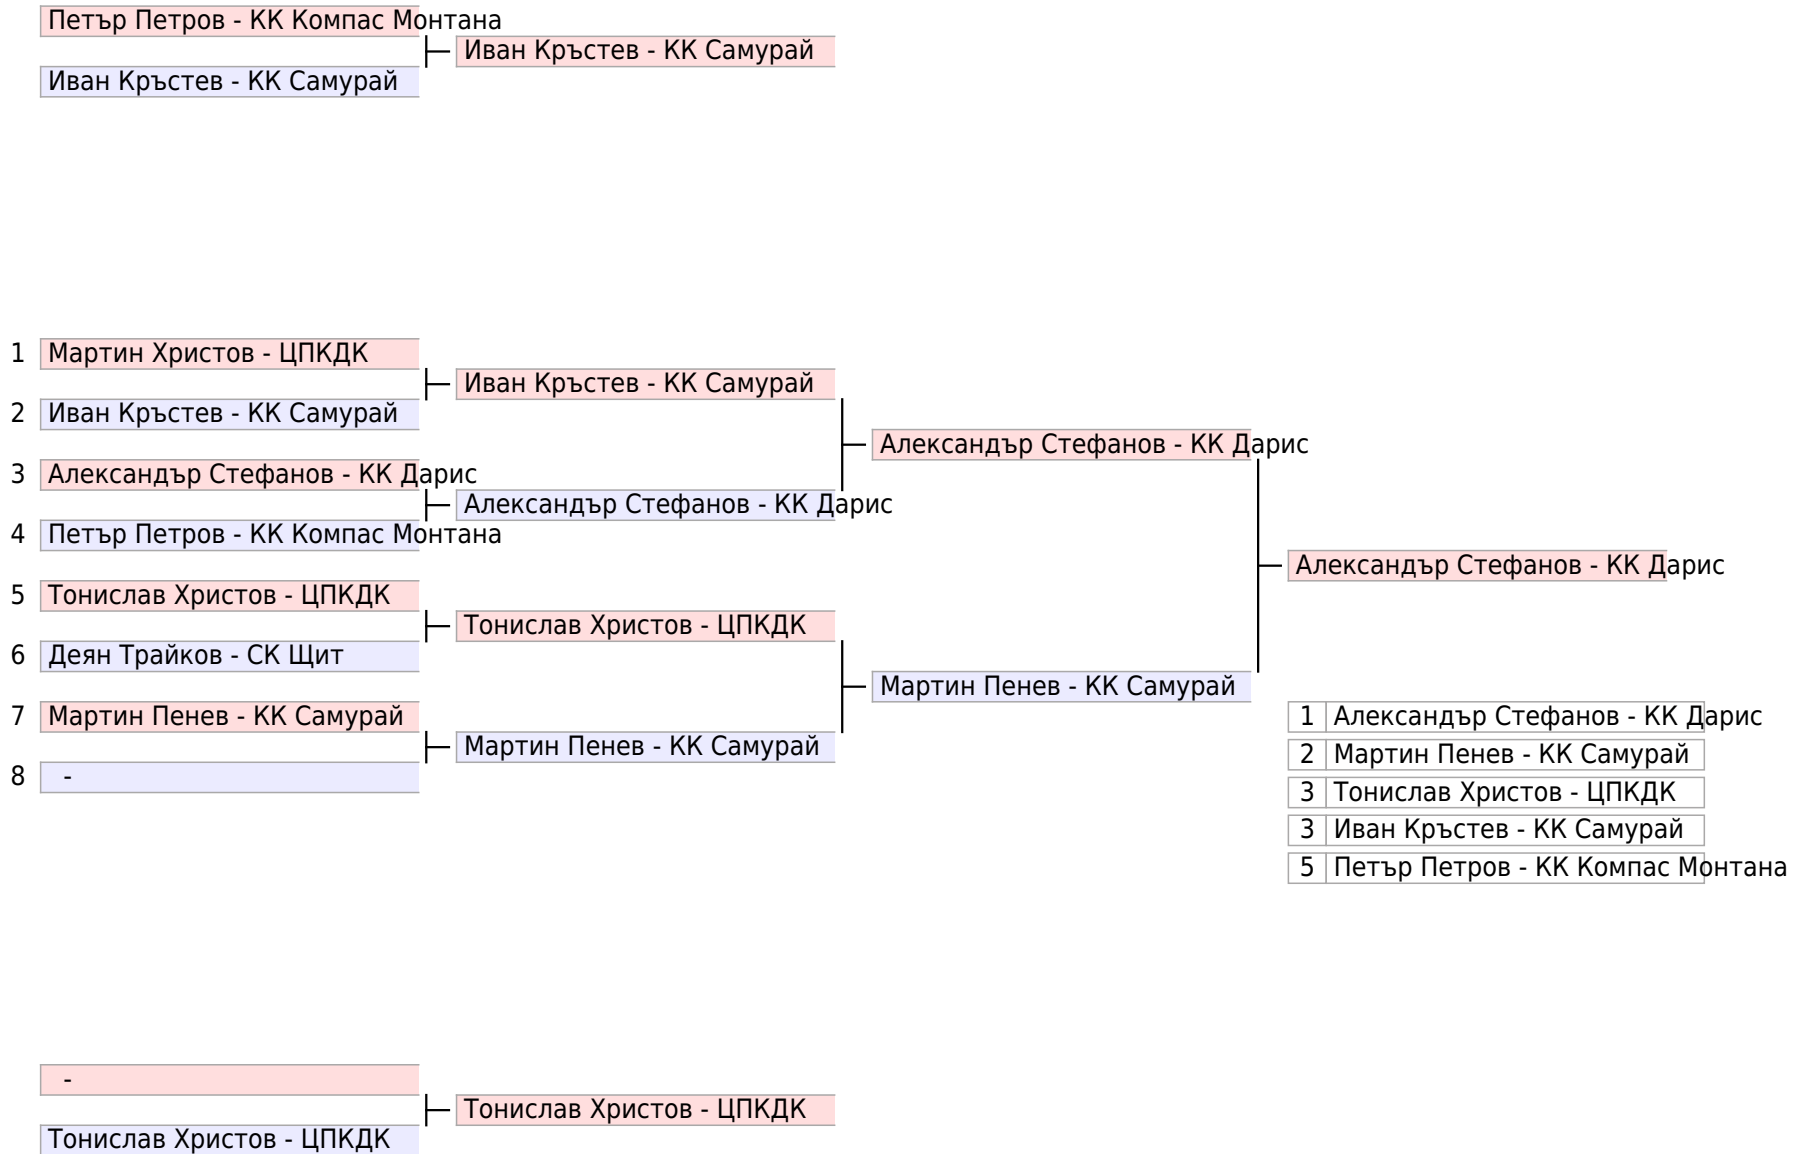 Петър Петров - КК Компас Монтана
Иван Кръстев - КК Самурай
Иван Кръстев - КК Самурай
1 Мартин Христов - ЦПКДК
Иван Кръстев - КК Самурай
2 Иван Кръстев - КК Самурай
Александър Стефанов - КК Дарис
3 Александър Стефанов - КК Дарис
Александър Стефанов - КК Дарис
4 Петър Петров - КК Компас Монтана
Александър Стефанов - КК Дарис
5 Тонислав Христов - ЦПКДК
Тонислав Христов - ЦПКДК
6 Деян Трайков - СК Щит
Мартин Пенев - КК Самурай
7 Мартин Пенев - КК Самурай
Мартин Пенев - КК Самурай
8 -
1 Александър Стефанов - КК Дарис
2 Мартин Пенев - КК Самурай
3 Тонислав Христов - ЦПКДК
3 Иван Кръстев - КК Самурай
5 Петър Петров - КК Компас Монтана
-
Тонислав Христов - ЦПКДК
Тонислав Христов - ЦПКДК